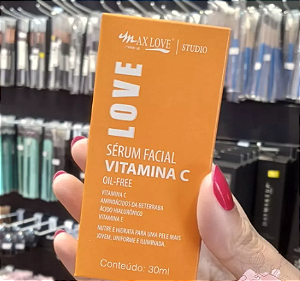 MAX LOVE | STUDIO
LOVE
SÉRUM FACIAL
VITAMINA C
OIL-FREE
VITAMINA C
AMINOÁCIDOS DA BETERRABA
ÁCIDO HIALURÔNICO
VITAMINA E
NUTRE E HIDRATA PARA UMA PELE MAIS
JOVEM, UNIFORME E ILUMINADA.
Conteúdo: 30ml